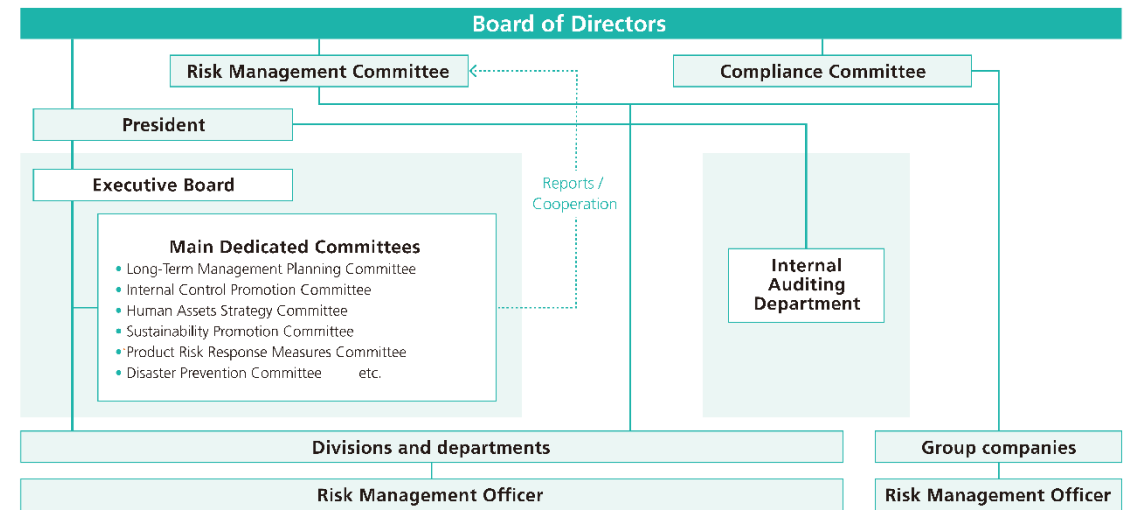 Board of Directors
Risk Management Committee
Compliance Committee
President
Executive Board
Reports /
Cooperation
Main Dedicated Committees
• Long-Term Management Planning Committee
• Internal Control Promotion Committee
• Human Assets Strategy Committee
• Sustainability Promotion Committee
• Product Risk Response Measures Committee
• Disaster Prevention Committee etc.
Internal
Auditing
Department
Divisions and departments
Group companies
Risk Management Officer
Risk Management Officer